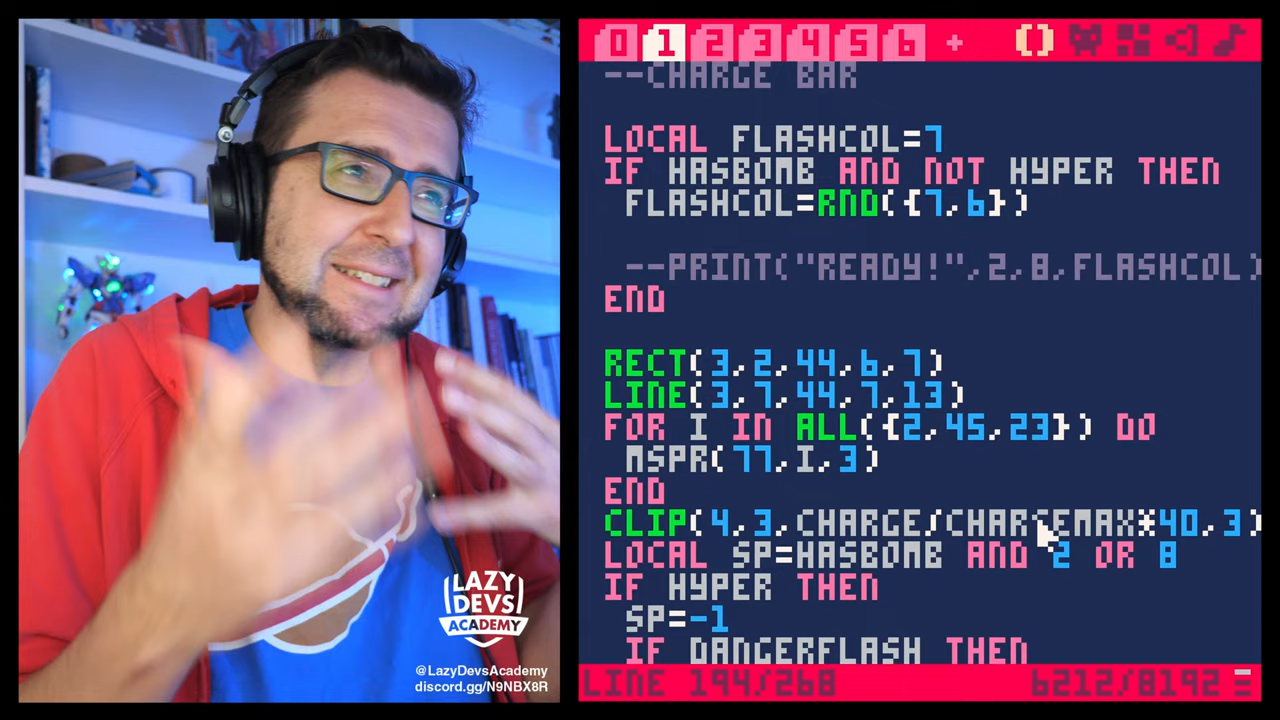 LAZY
DEVS
ACADEMY
@LazyDevsAcademy
discord.gg/N9NBX8R
0 1 2 3 4 5 6 + ()
--CHARGE BAR
LOCAL FLASHCOL=7
IF HASBOMB AND NOT HYPER THEN
FLASHCOL=RND({7,6})
--PRINT("READY!",2,8,FLASHCOL)
END
RECT(3,2,44,6,7)
LINE(3,7,44,7,13)
FOR I IN ALL({2,45,23}) DO
MSPR(77,I,3)
END
CLIP(4,3,CHARGE/CHARGEMAX*40,3)
LOCAL SP=HASBOMB AND 2 OR 8
IF HYPER THEN
SP=-1
IF DANGERFLASH THEN
LINE 194/268
6212/8192